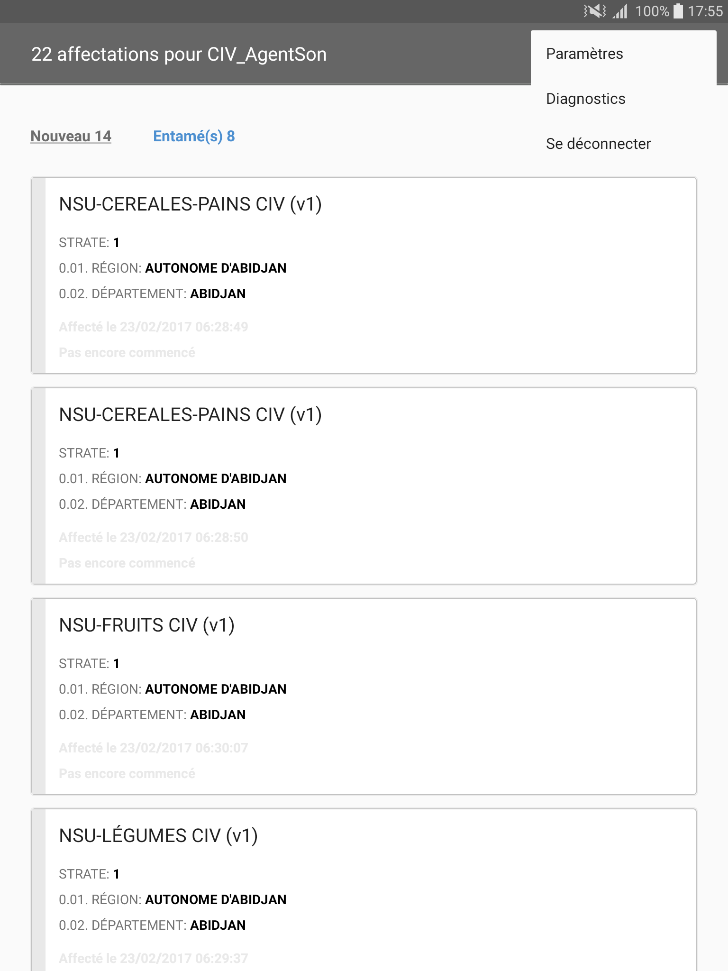 100% 17:55
22 affectations pour CIV_AgentSon
Paramètres
Diagnostics
Se déconnecter
Nouveau 14 Entamé(s) 8
NSU-CEREALES-PAINS CIV (v1)
STRATE: 1
0.01. RÉGION: AUTONOME D'ABIDJAN
0.02. DÉPARTEMENT: ABIDJAN
Affecté le 23/02/2017 06:28:49
Pas encore commencé
NSU-CEREALES-PAINS CIV (v1)
STRATE: 1
0.01. RÉGION: AUTONOME D'ABIDJAN
0.02. DÉPARTEMENT: ABIDJAN
Affecté le 23/02/2017 06:28:50
Pas encore commencé
NSU-FRUITS CIV (v1)
STRATE: 1
0.01. RÉGION: AUTONOME D'ABIDJAN
0.02. DÉPARTEMENT: ABIDJAN
Affecté le 23/02/2017 06:30:07
Pas encore commencé
NSU-LÉGUMES CIV (v1)
STRATE: 1
0.01. RÉGION: AUTONOME D'ABIDJAN
0.02. DÉPARTEMENT: ABIDJAN
Affecté le 23/02/2017 06:29:37